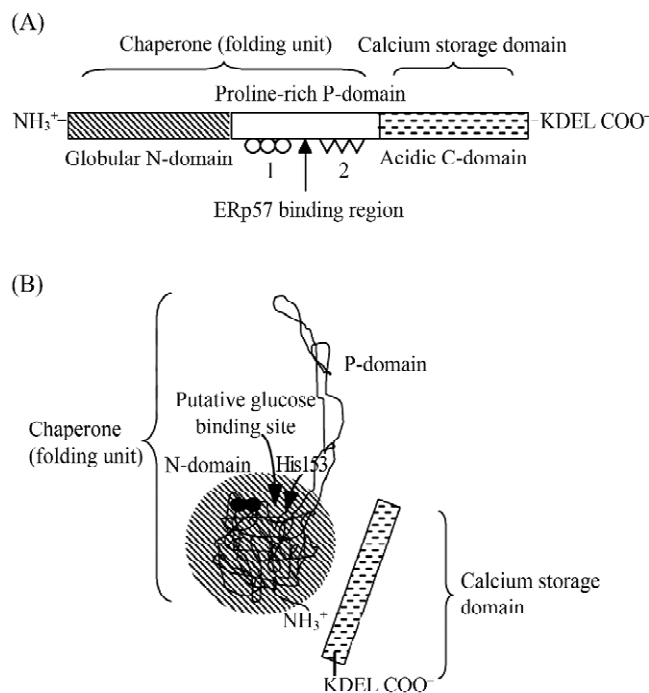 (A)
Chaperone (folding unit)
Calcium storage domain
Proline-rich P-domain
NH₃⁺
KDEL COO⁻
Globular N-domain
1
2
Acidic C-domain
ERp57 binding region
(B)
P-domain
Putative glucose
binding site
Chaperone
(folding unit)
N-domain
His153
Calcium storage
domain
NH₃⁺
KDEL COO⁻